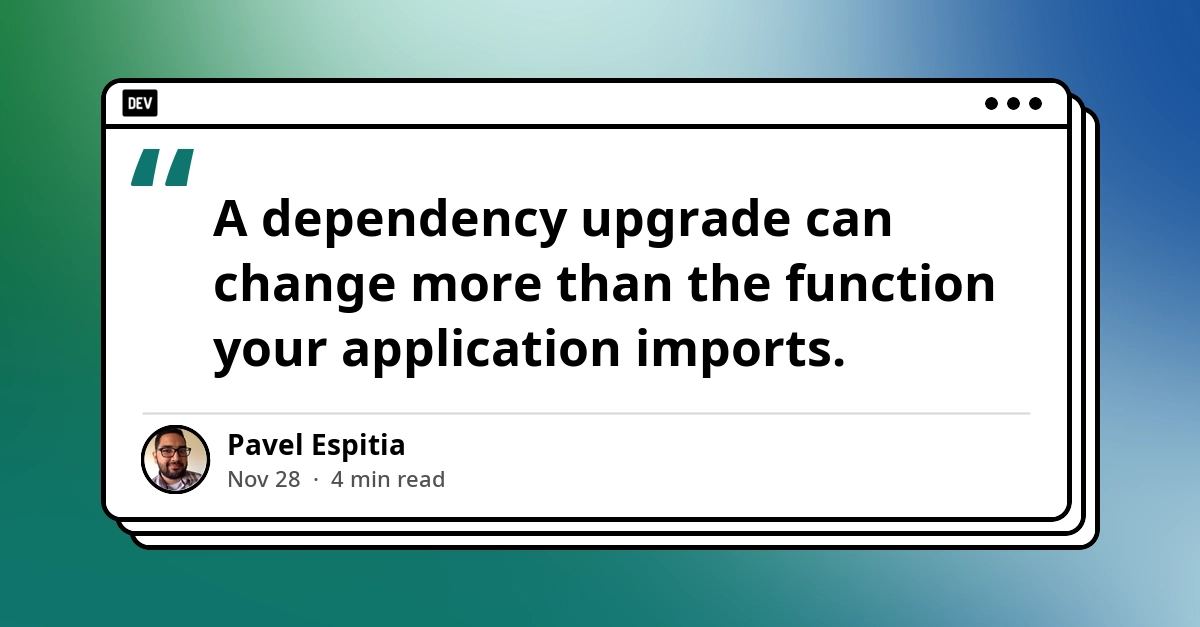 DEV
“
A dependency upgrade can
change more than the function
your application imports.
Pavel Espitia
Nov 28 · 4 min read